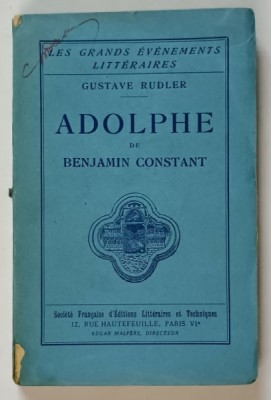 LES GRANDS ÉVÉNEMENTS
LITTÉRAIRES
GUSTAVE RUDLER
ADOLPHE
DE
BENJAMIN CONSTANT
Société Française d'Éditions Littéraires et Techniques
12, RUE HAUTEFEUILLE, PARIS VIe
EDGAR MALFÈRE, DIRECTEUR